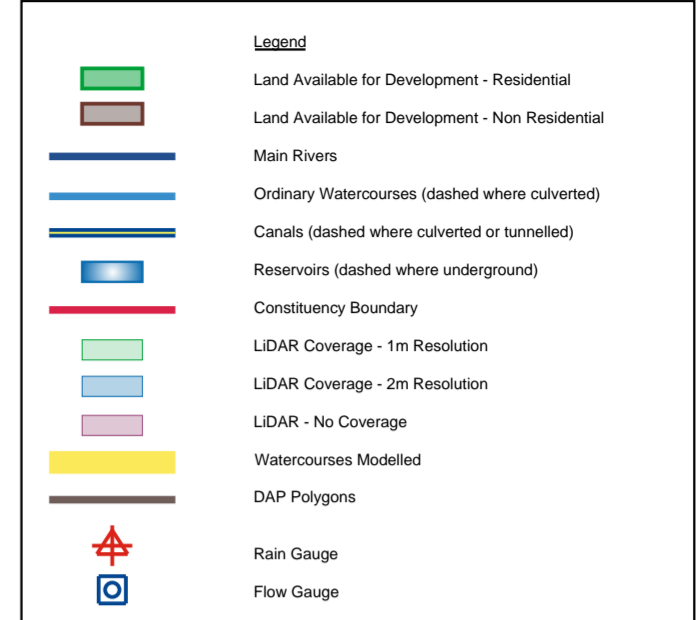 Legend
Land Available for Development - Residential
Land Available for Development - Non Residential
Main Rivers
Ordinary Watercourses (dashed where culverted)
Canals (dashed where culverted or tunnelled)
Reservoirs (dashed where underground)
Constituency Boundary
LiDAR Coverage - 1m Resolution
LiDAR Coverage - 2m Resolution
LiDAR - No Coverage
Watercourses Modelled
DAP Polygons
Rain Gauge
Flow Gauge